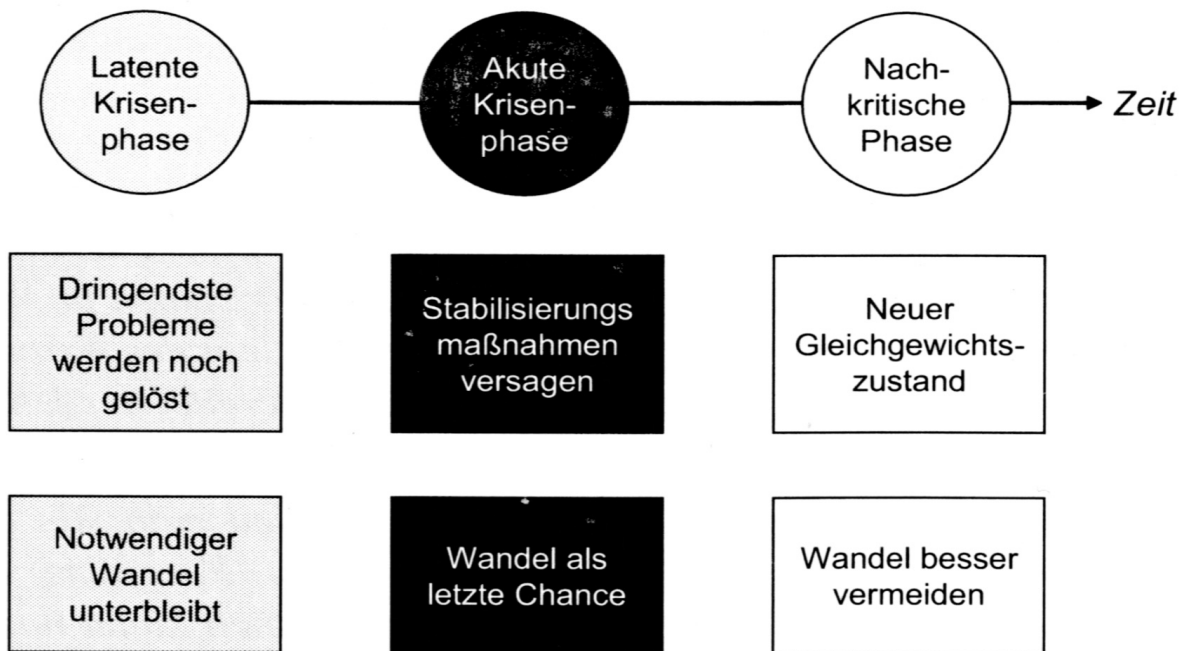 Latente
Krisen-
phase
Akute
Krisen-
phase
Nach-
kritische
Phase
Zeit
Dringendste
Probleme
werden noch
gelöst
Stabilisierungs
maßnahmen
versagen
Neuer
Gleichgewichts-
zustand
Notwendiger
Wandel
unterbleibt
Wandel als
letzte Chance
Wandel besser
vermeiden